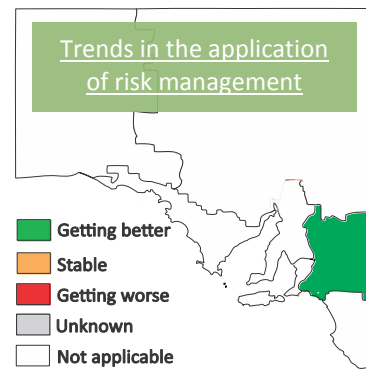 Trends in the application
of risk management
Getting better
Stable
Getting worse
Unknown
Not applicable